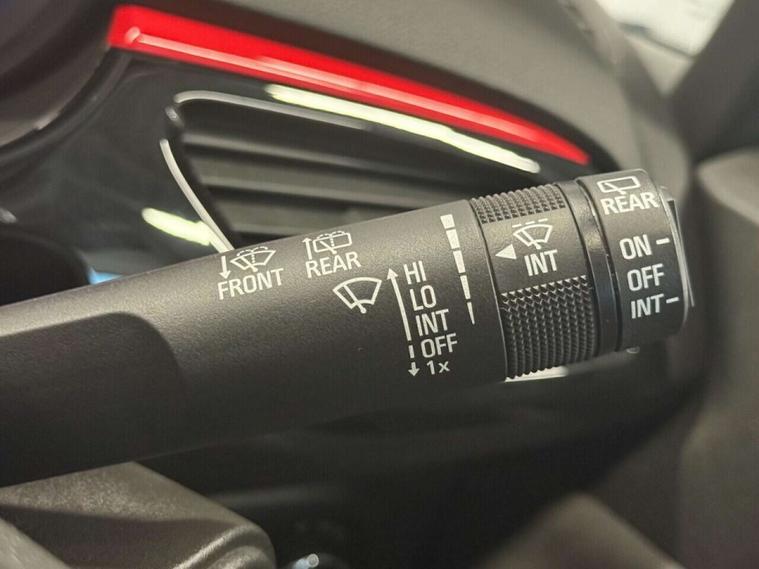 FRONT
REAR
HI
LO
INT
OFF
1x
INT
REAR
ON
OFF
INT